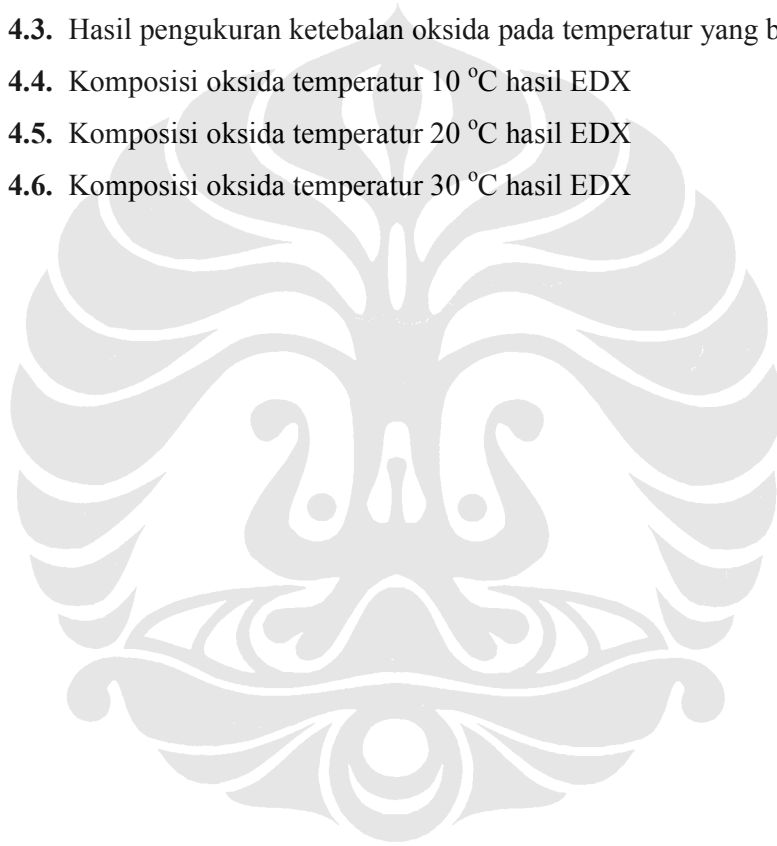 4.3. Hasil pengukuran ketebalan oksida pada temperatur yang b
4.4. Komposisi oksida temperatur 10 °C hasil EDX
4.5. Komposisi oksida temperatur 20 °C hasil EDX
4.6. Komposisi oksida temperatur 30 °C hasil EDX